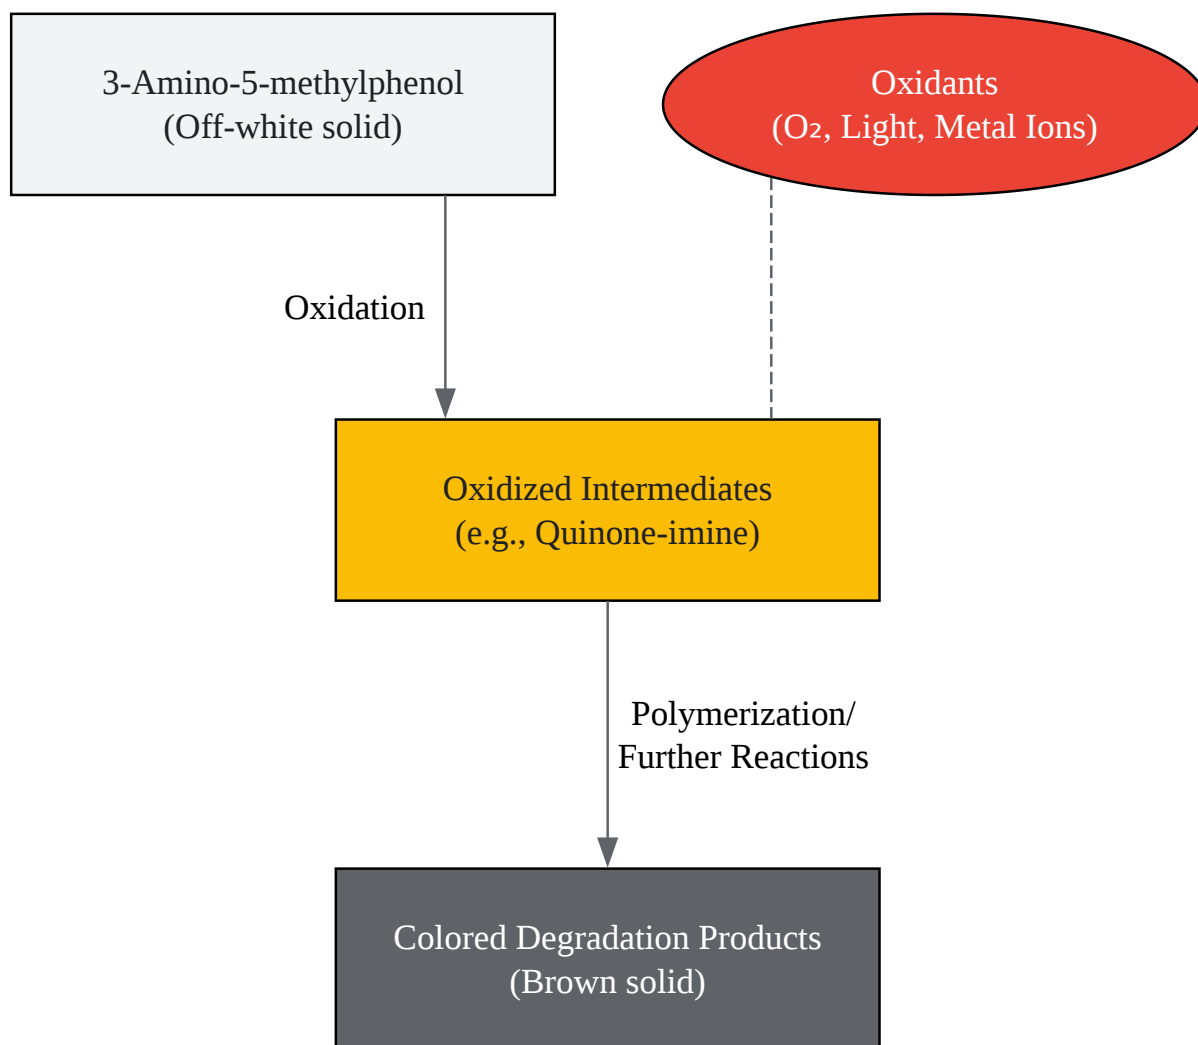 3-Amino-5-methylphenol
(Off-white solid)
Oxidants
(O₂, Light, Metal Ions)
Oxidation
Oxidized Intermediates
(e.g., Quinone-imine)
Polymerization/
Further Reactions
Colored Degradation Products
(Brown solid)